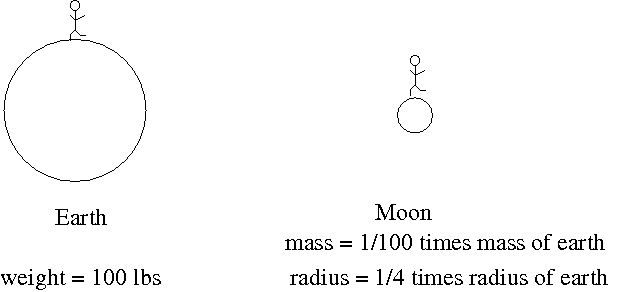 Earth
Moon
mass = 1/100 times mass of earth
weight = 100 lbs
radius = 1/4 times radius of earth